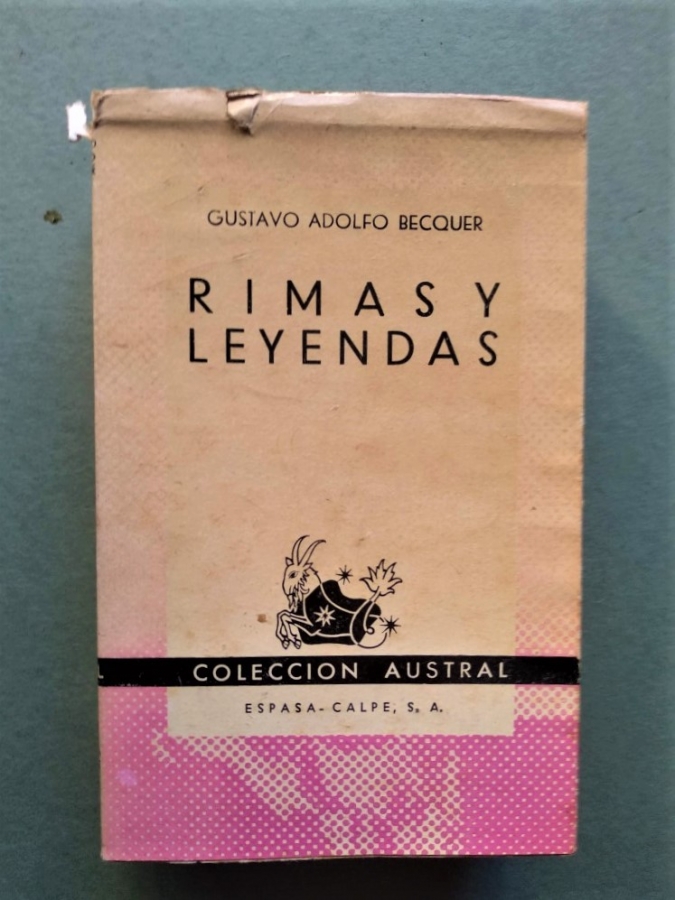 GUSTAVO ADOLFO BECQUER
RIMAS Y
LEYENDAS
COLECCION AUSTRAL
ESPASA-CALPE, S. A.